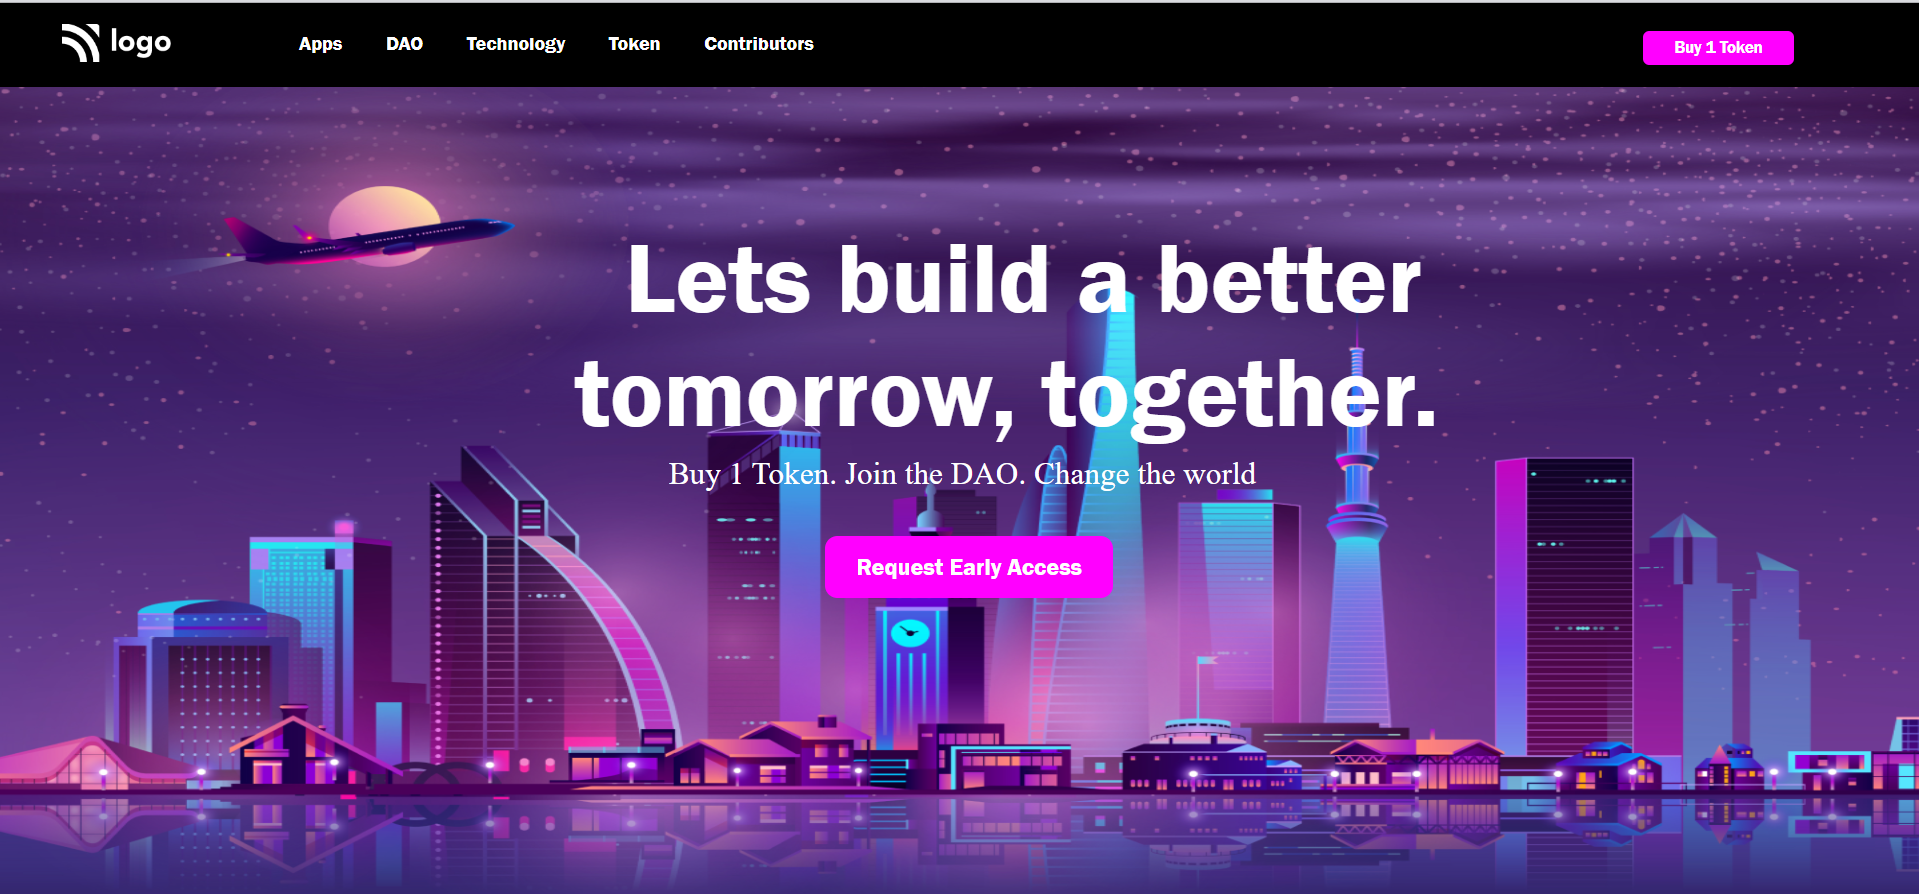 logo
Apps
DAO
Technology
Token
Contributors
Buy 1 Token
Lets build a better
tomorrow, together.
Buy 1 Token. Join the DAO. Change the world
Request Early Access